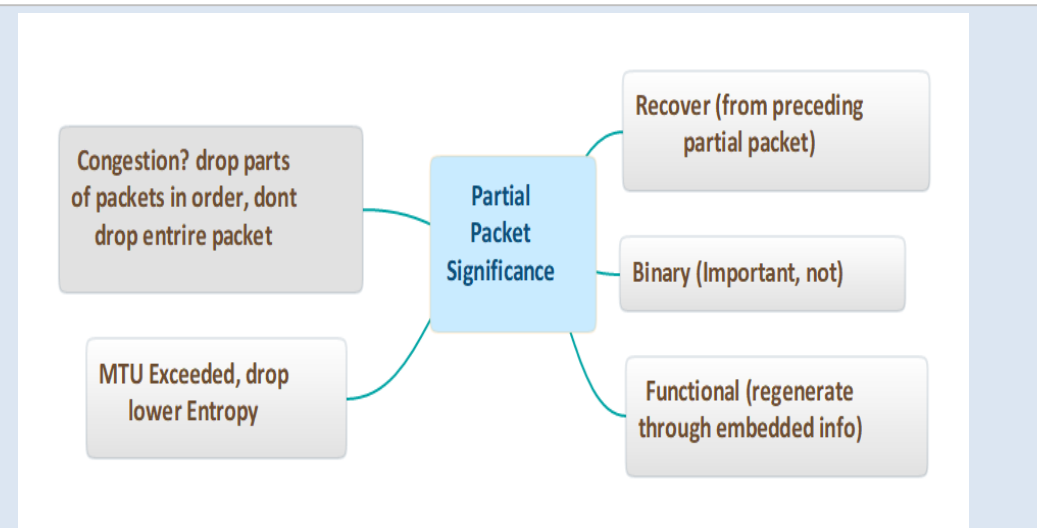 Congestion? drop parts
of packets in order, dont
drop entrire packet
MTU Exceeded, drop
lower Entropy
Partial
Packet
Significance
Recover (from preceding
partial packet)
Binary (Important, not)
Functional (regenerate
through embedded info)